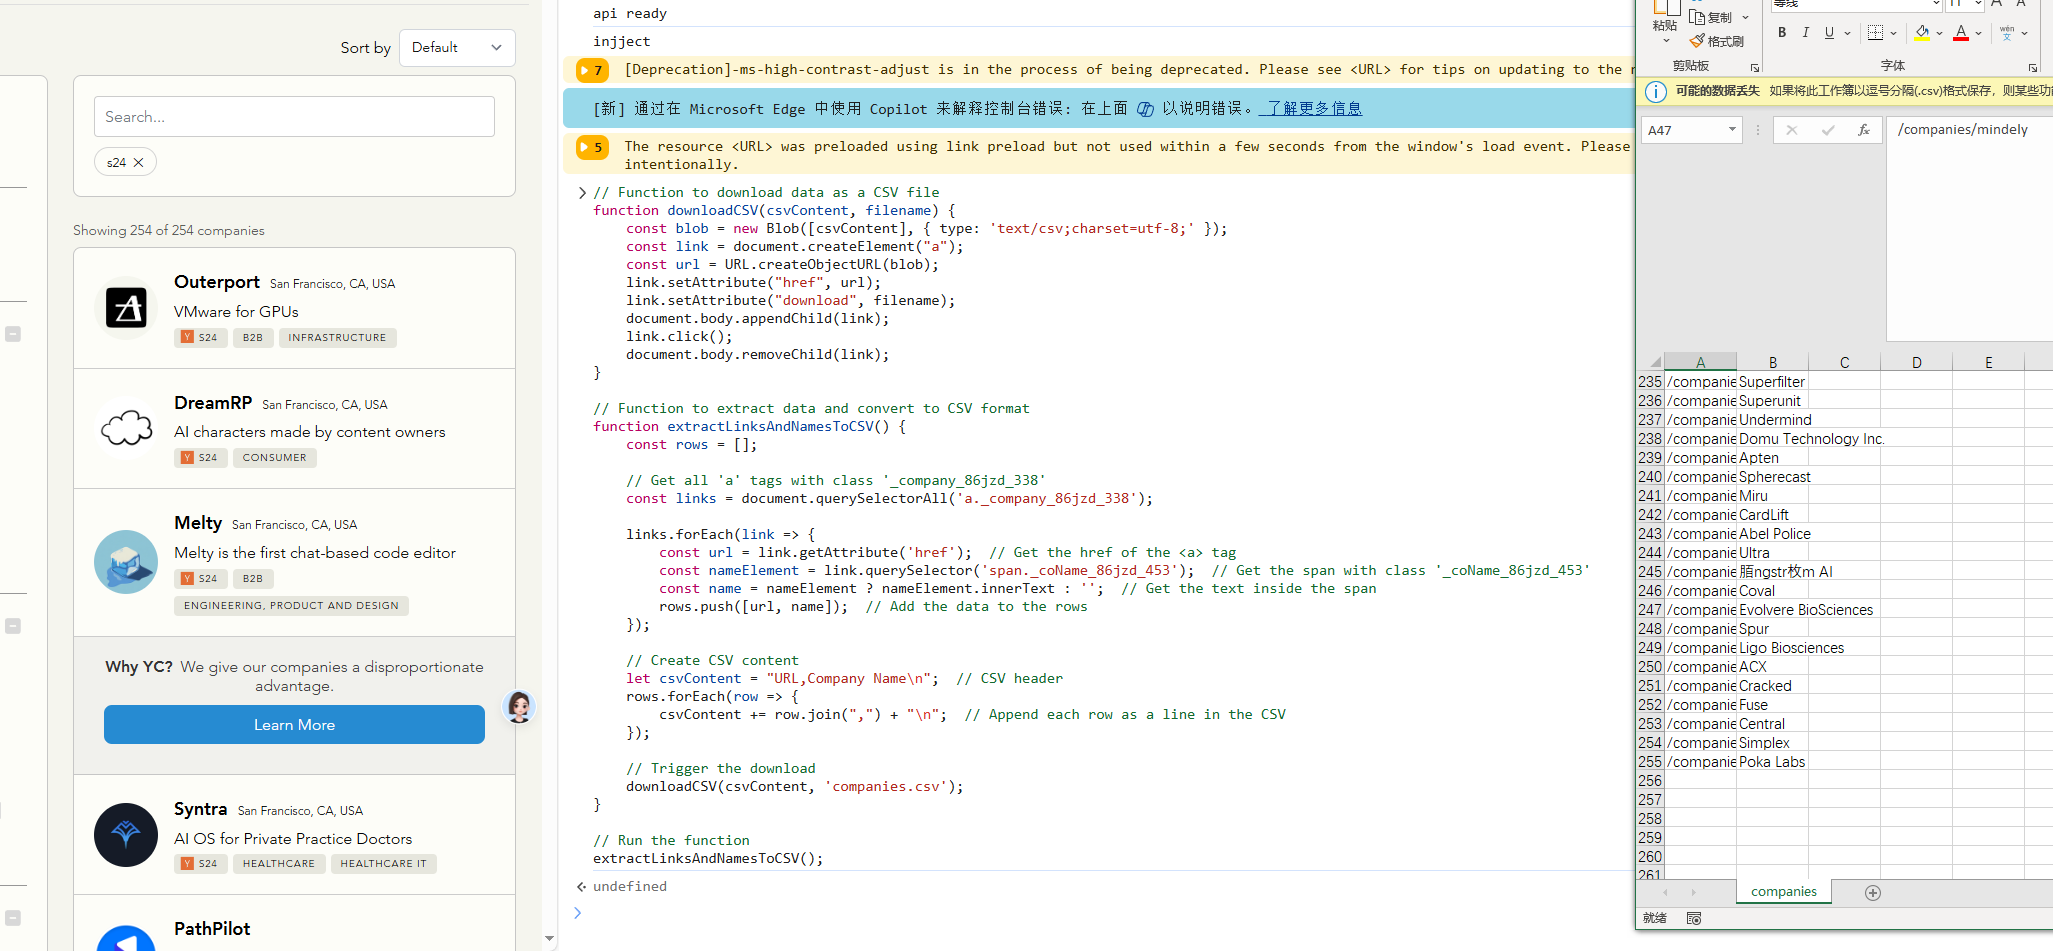 Sort by
Default
Search...
s24
Showing 254 of 254 companies
Outerport San Francisco, CA, USA
VMware for GPUs
Y S24 B2B INFRASTRUCTURE
DreamRP San Francisco, CA, USA
AI characters made by content owners
Y S24 CONSUMER
Melty San Francisco, CA, USA
Melty is the first chat-based code editor
Y S24 B2B
ENGINEERING, PRODUCT AND DESIGN
Why YC? We give our companies a disproportionate
advantage.
Learn More
Syntra San Francisco, CA, USA
AI OS for Private Practice Doctors
Y S24 HEALTHCARE HEALTHCARE IT
PathPilot
api ready
injject
7 [Deprecation]-ms-high-contrast-adjust is in the process of being deprecated. Please see <URL> for tips on updating to the
[新] 通过在 Microsoft Edge 中使用 Copilot 来解释控制台错误: 在上面 以说明错误。 了解更多信息
5 The resource <URL> was preloaded using link preload but not used within a few seconds from the window's load event. Please
intentionally.
// Function to download data as a CSV file
function downloadCSV(csvContent, filename) {
    const blob = new Blob([csvContent], { type: 'text/csv;charset=utf-8;' });
    const link = document.createElement("a");
    const url = URL.createObjectURL(blob);
    link.setAttribute("href", url);
    link.setAttribute("download", filename);
    document.body.appendChild(link);
    link.click();
    document.body.removeChild(link);
}
// Function to extract data and convert to CSV format
function extractLinksAndNamesToCSV() {
    const rows = [];
    // Get all 'a' tags with class '_company_86jzd_338'
    const links = document.querySelectorAll('a._company_86jzd_338');
    links.forEach(link => {
        const url = link.getAttribute('href');  // Get the href of the <a> tag
        const nameElement = link.querySelector('span._coName_86jzd_453');  // Get the span with class '_coName_86jzd_453'
        const name = nameElement ? nameElement.innerText : '';  // Get the text inside the span
        rows.push([url, name]);  // Add the data to the rows
    });
    // Create CSV content
    let csvContent = "URL,Company Name\n";  // CSV header
    rows.forEach(row => {
        csvContent += row.join(",") + "\n";  // Append each row as a line in the CSV
    });
    // Trigger the download
    downloadCSV(csvContent, 'companies.csv');
}
// Run the function
extractLinksAndNamesToCSV();
undefined
等线 11 A A
粘贴 复制
格式刷
B I U A wén 文
剪贴板 字体
可能的数据丢失 如果将此工作簿以逗号分隔(.csv)格式保存，则某些功
A47 fx /companies/mindely
A B C D E
235 /companie Superfilter
236 /companie Superunit
237 /companie Undermind
238 /companie Domu Technology Inc.
239 /companie Apten
240 /companie Spherecast
241 /companie Miru
242 /companie CardLift
243 /companie Abel Police
244 /companie Ultra
245 /companie 脜ngstr枚m AI
246 /companie Coval
247 /companie Evolvere BioSciences
248 /companie Spur
249 /companie Ligo Biosciences
250 /companie ACX
251 /companie Cracked
252 /companie Fuse
253 /companie Central
254 /companie Simplex
255 /companie Poka Labs
256
257
258
259
260
261
companies
就绪